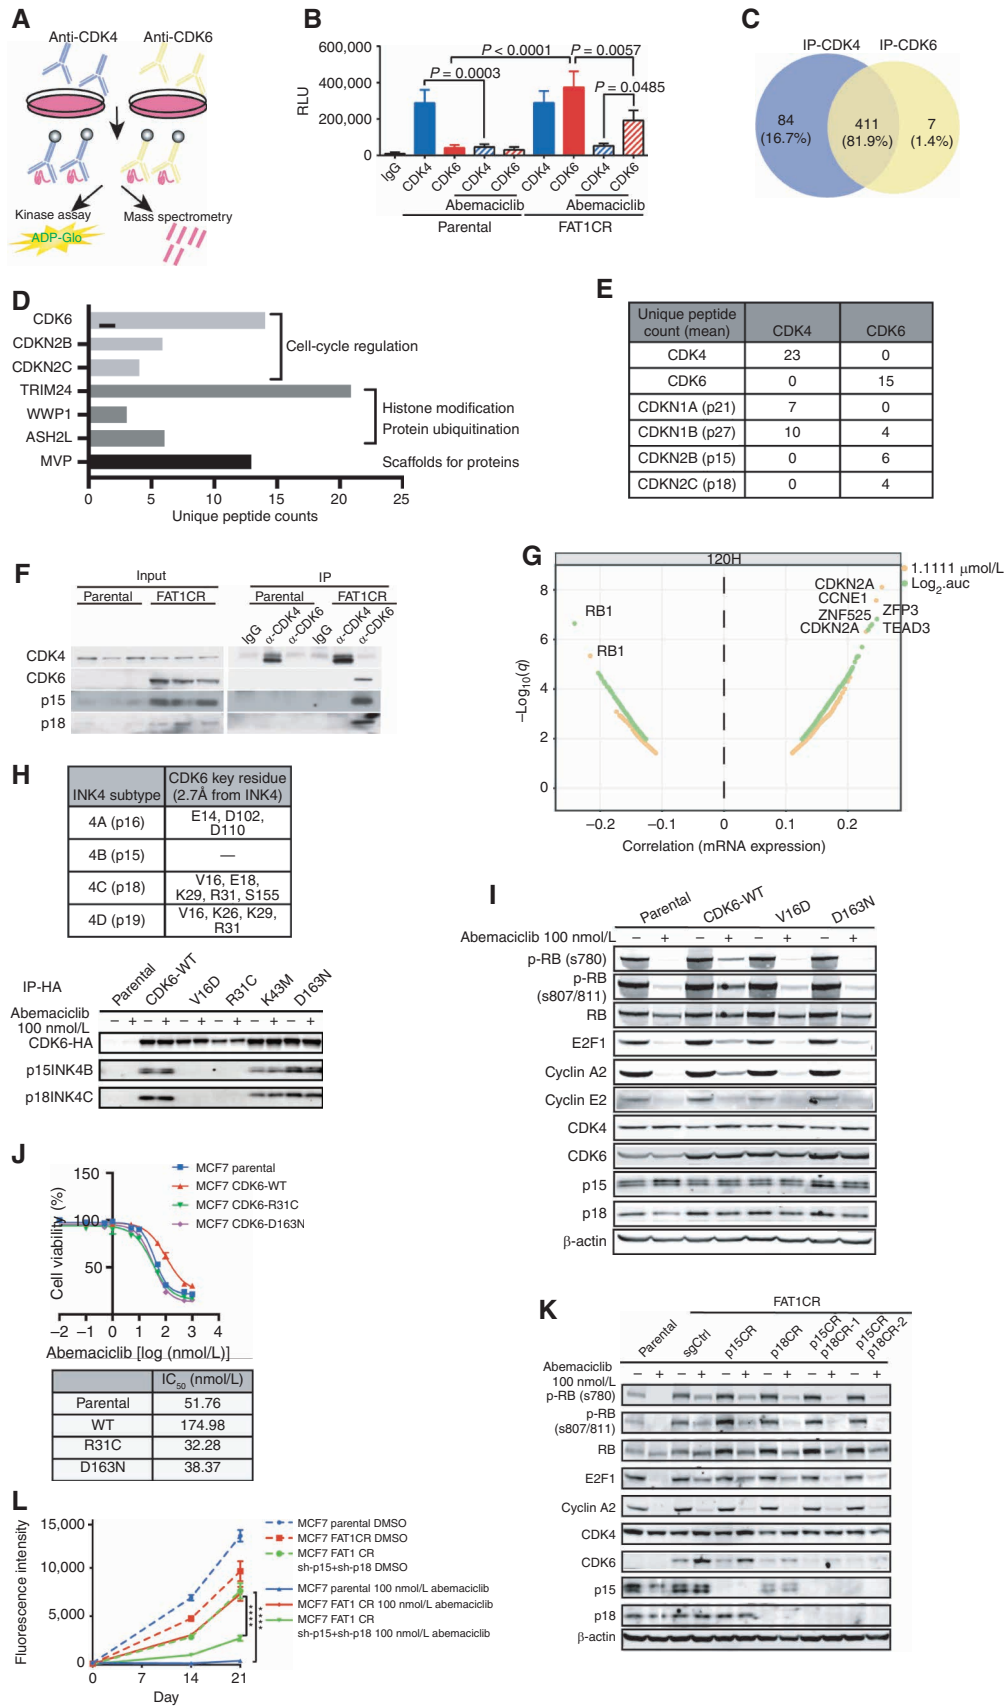 A
Anti-CDK4
Anti-CDK6
Kinase assay
Mass spectrometry
ADP-Glo
B
RLU
600,000
400,000
200,000
0
P < 0.0001
P = 0.0057
P = 0.0003
P = 0.0485
IgG
CDK4
CDK6
CDK4
CDK6
CDK4
CDK6
CDK4
CDK6
Abemaciclib
Abemaciclib
Parental
FAT1CR
C
IP-CDK4
IP-CDK6
84
(16.7%)
411
(81.9%)
7
(1.4%)
D
CDK6
CDKN2B
CDKN2C
TRIM24
WWP1
ASH2L
MVP
Cell-cycle regulation
Histone modification
Protein ubiquitination
Scaffolds for proteins
0 5 10 15 20 25
Unique peptide counts
E
Unique peptide count (mean) CDK4 CDK6
CDK4 23 0
CDK6 0 15
CDKN1A (p21) 7 0
CDKN1B (p27) 10 4
CDKN2B (p15) 0 6
CDKN2C (p18) 0 4
F
Input
IP
Parental FAT1CR
Parental FAT1CR
IgG α-CDK4 α-CDK6 IgG α-CDK4 α-CDK6
CDK4
CDK6
p15
p18
G
120H
1.1111 μmol/L
Log2.auc
CDKN2A
CCNE1
ZNF525
ZFP3
CDKN2A
TEAD3
RB1
RB1
−Log10(q)
8
6
4
2
0
−0.2 −0.1 0 0.1 0.2
Correlation (mRNA expression)
H
INK4 subtype
CDK6 key residue
(2.7Å from INK4)
4A (p16) E14, D102, D110
4B (p15) —
4C (p18) V16, E18, K29, R31, S155
4D (p19) V16, K26, K29, R31
IP-HA
Parental CDK6-WT V16D R31C K43M D163N
Abemaciclib
100 nmol/L
− + − + − + − + − + − +
CDK6-HA
p15INK4B
p18INK4C
I
Parental CDK6-WT V16D D163N
Abemaciclib 100 nmol/L − + − + − + − +
p-RB (s780)
p-RB
(s807/811)
RB
E2F1
Cyclin A2
Cyclin E2
CDK4
CDK6
p15
p18
β-actin
J
Cell viability (%)
150
100
50
−2 −1 0 1 2 3 4
Abemaciclib [log (nmol/L)]
MCF7 parental
MCF7 CDK6-WT
MCF7 CDK6-R31C
MCF7 CDK6-D163N
IC50 (nmol/L)
Parental 51.76
WT 174.98
R31C 32.28
D163N 38.37
K
FAT1CR
Parental sgCtrl p15CR p18CR p15CR p18CR-1 p15CR p18CR-2
Abemaciclib
100 nmol/L
− + − + − + − + − + − +
p-RB (s780)
p-RB
(s807/811)
RB
E2F1
Cyclin A2
CDK4
CDK6
p15
p18
β-actin
L
Fluorescence intensity
15,000
10,000
5,000
0
0 7 14 21
Day
MCF7 parental DMSO
MCF7 FAT1CR DMSO
MCF7 FAT1 CR
sh-p15+sh-p18 DMSO
MCF7 parental 100 nmol/L abemaciclib
MCF7 FAT1 CR 100 nmol/L abemaciclib
MCF7 FAT1 CR
sh-p15+sh-p18 100 nmol/L abemaciclib